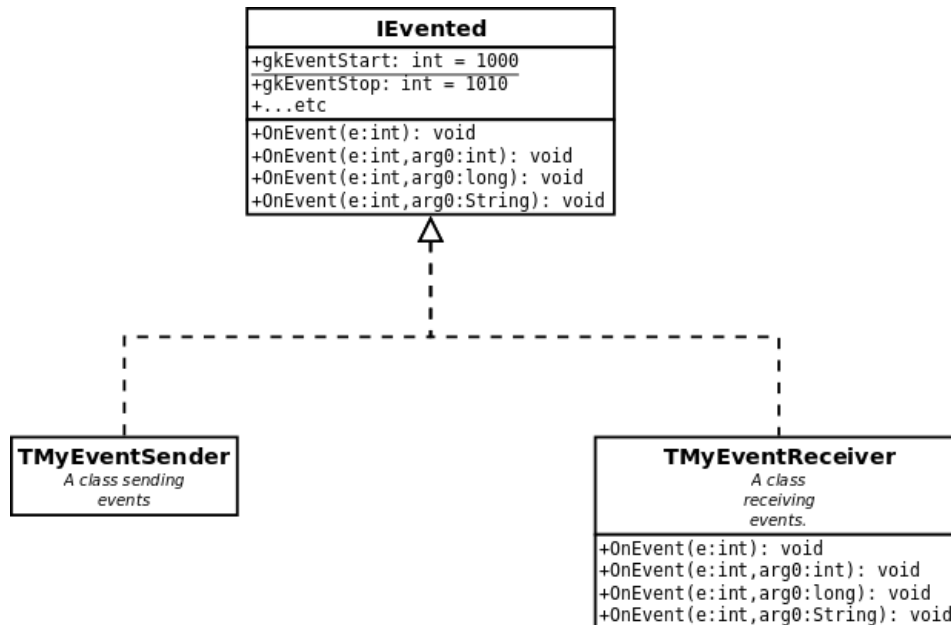 IEvented
+gkEventStart: int = 1000
+gkEventStop: int = 1010
+...etc
+OnEvent(e:int): void
+OnEvent(e:int,arg0:int): void
+OnEvent(e:int,arg0:long): void
+OnEvent(e:int,arg0:String): void
TMyEventSender
A class sending
events
TMyEventReceiver
A class
receiving
events.
+OnEvent(e:int): void
+OnEvent(e:int,arg0:int): void
+OnEvent(e:int,arg0:long): void
+OnEvent(e:int,arg0:String): void